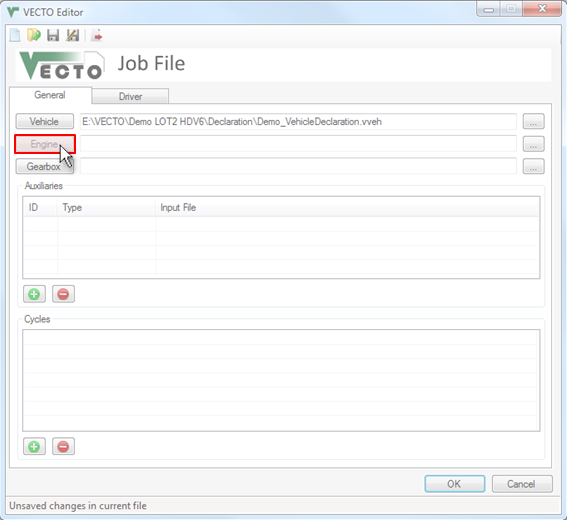 VECTO Editor
VECTO Job File
General Driver
Vehicle E:\VECTO\Demo LOT2 HDV6\Declaration\Demo_VehicleDeclaration.vveh ...
Engine ...
Gearbox ...
Auxiliaries
ID Type Input File
Cycles
OK Cancel
Unsaved changes in current file